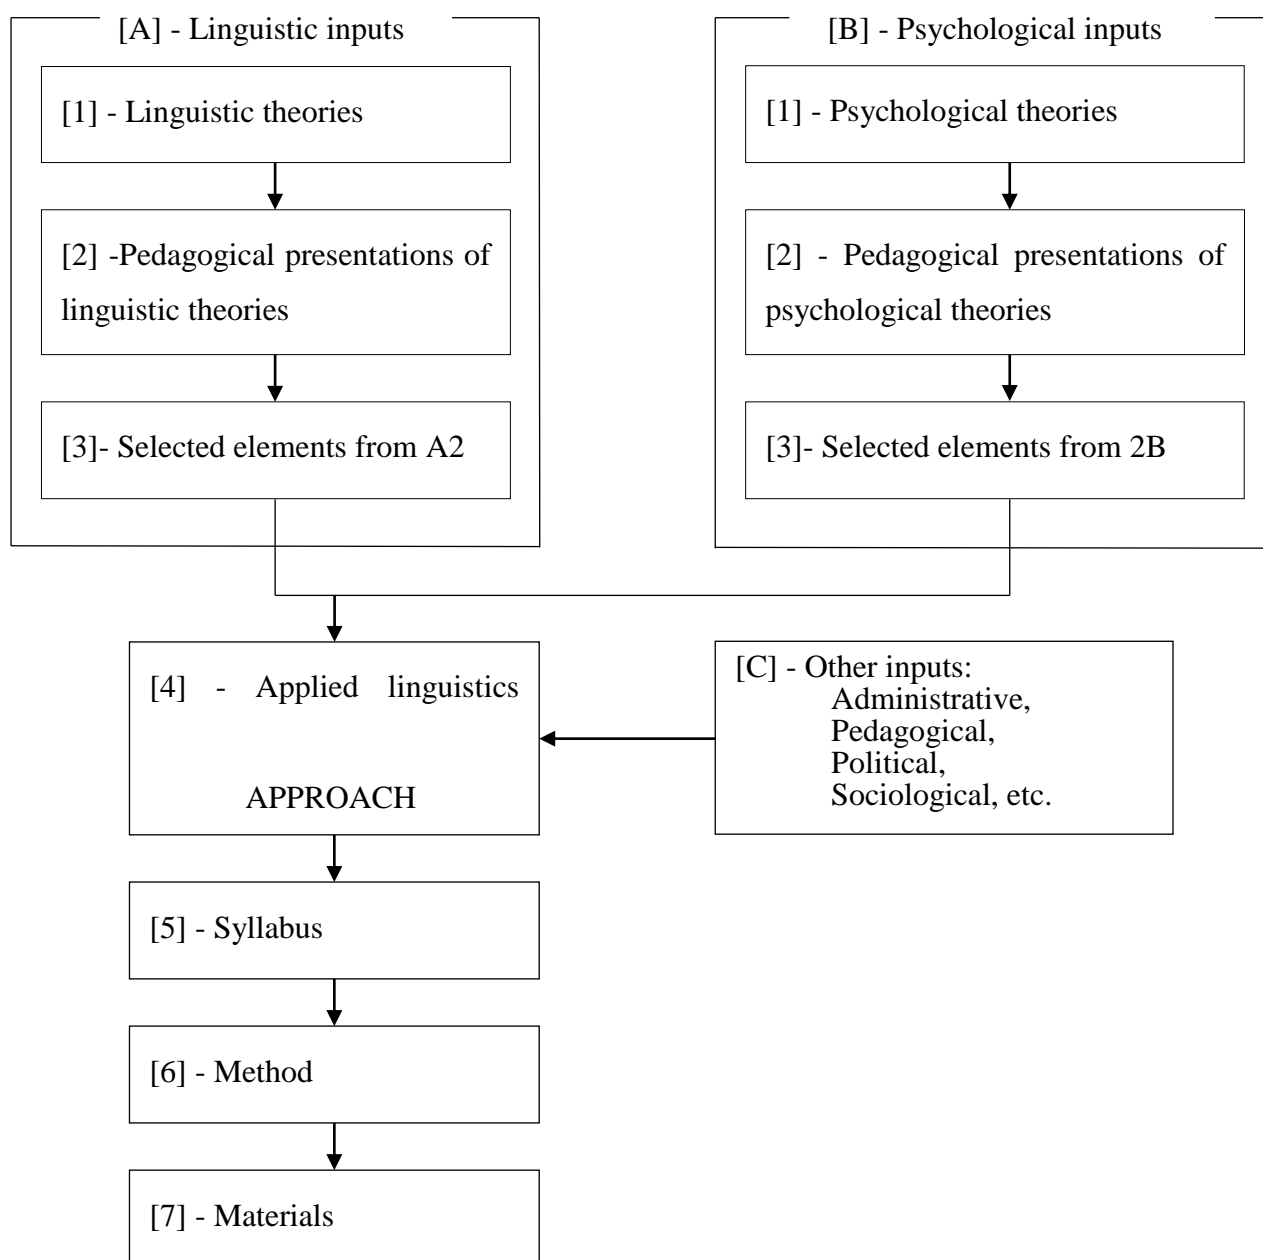 [A] - Linguistic inputs
[1] - Linguistic theories
[2] -Pedagogical presentations of
linguistic theories
[3]- Selected elements from A2
[B] - Psychological inputs
[1] - Psychological theories
[2] - Pedagogical presentations of
psychological theories
[3]- Selected elements from 2B
[4] - Applied linguistics
APPROACH
[C] - Other inputs:
Administrative,
Pedagogical,
Political,
Sociological, etc.
[5] - Syllabus
[6] - Method
[7] - Materials